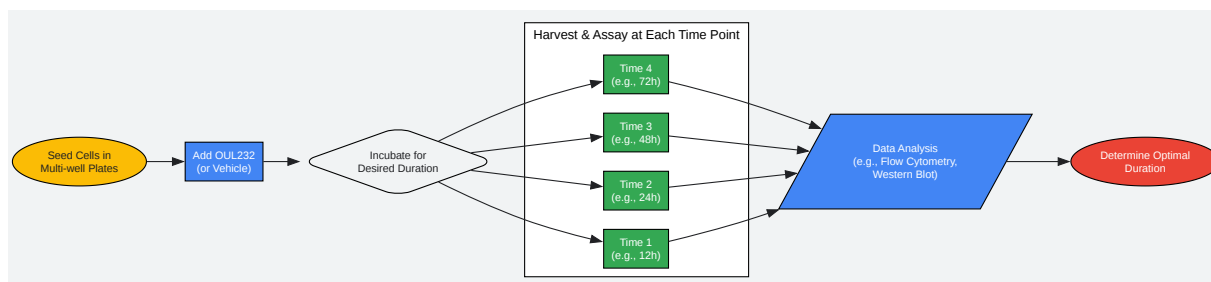 Seed Cells in
Multi-well Plates
Add OUL232
(or Vehicle)
Incubate for
Desired Duration
Harvest & Assay at Each Time Point
Time 4
(e.g., 72h)
Time 3
(e.g., 48h)
Time 2
(e.g., 24h)
Time 1
(e.g., 12h)
Data Analysis
(e.g., Flow Cytometry,
Western Blot)
Determine Optimal
Duration